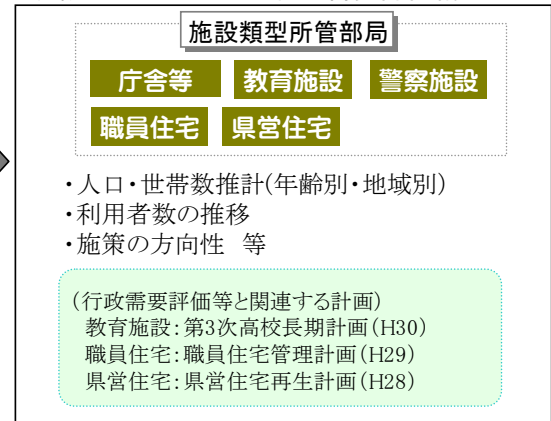 施設類型所管部局
庁舎等 教育施設 警察施設
職員住宅 県営住宅
・人口・世帯数推計(年齢別・地域別)
・利用者数の推移
・施策の方向性 等
(行政需要評価等と関連する計画)
教育施設：第3次高校長期計画(H30)
職員住宅：職員住宅管理計画(H29)
県営住宅：県営住宅再生計画(H28)